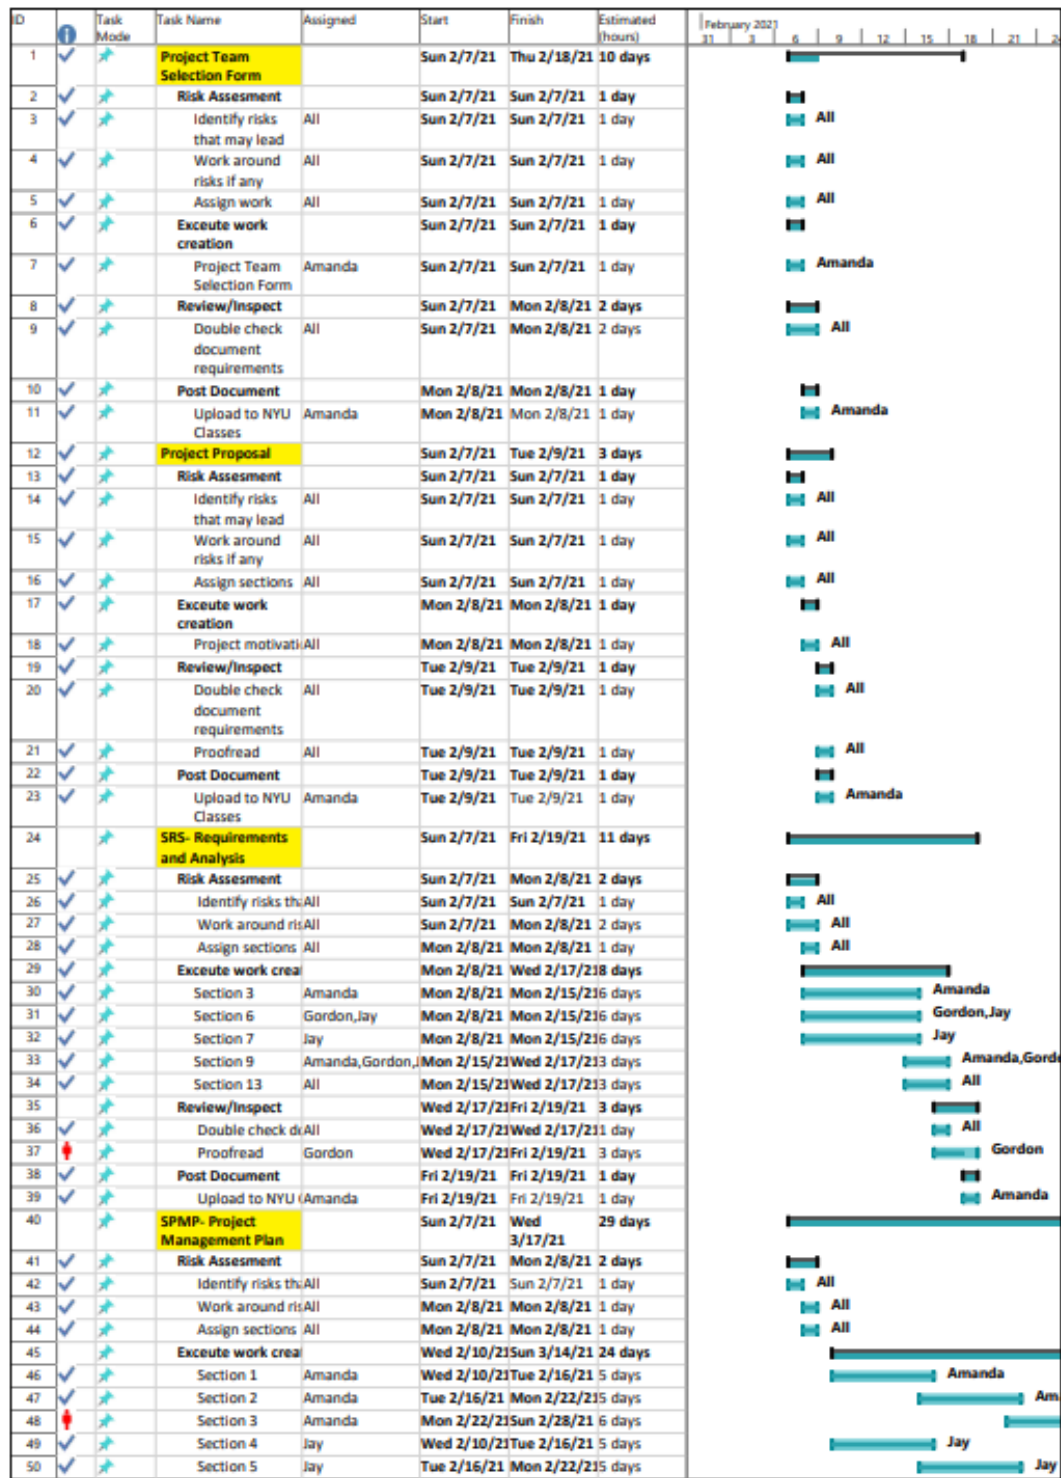 ID Task Mode Task Name Assigned Start Finish Estimated (hours) February 2021
31 3 6 9 12 15 18 21 2
1 Project Team Selection Form Sun 2/7/21 Thu 2/18/21 10 days
2 Risk Assesment Sun 2/7/21 Sun 2/7/21 1 day
3 Identify risks that may lead All Sun 2/7/21 Sun 2/7/21 1 day All
4 Work around risks if any All Sun 2/7/21 Sun 2/7/21 1 day All
5 Assign work All Sun 2/7/21 Sun 2/7/21 1 day All
6 Exceute work creation Sun 2/7/21 Sun 2/7/21 1 day
7 Project Team Selection Form Amanda Sun 2/7/21 Sun 2/7/21 1 day Amanda
8 Review/Inspect Sun 2/7/21 Mon 2/8/21 2 days
9 Double check document requirements All Sun 2/7/21 Mon 2/8/21 2 days All
10 Post Document Mon 2/8/21 Mon 2/8/21 1 day
11 Upload to NYU Classes Amanda Mon 2/8/21 Mon 2/8/21 1 day Amanda
12 Project Proposal Sun 2/7/21 Tue 2/9/21 3 days
13 Risk Assesment Sun 2/7/21 Sun 2/7/21 1 day
14 Identify risks that may lead All Sun 2/7/21 Sun 2/7/21 1 day All
15 Work around risks if any All Sun 2/7/21 Sun 2/7/21 1 day All
16 Assign sections All Sun 2/7/21 Sun 2/7/21 1 day All
17 Exceute work creation Mon 2/8/21 Mon 2/8/21 1 day
18 Project motivati All Mon 2/8/21 Mon 2/8/21 1 day All
19 Review/Inspect Tue 2/9/21 Tue 2/9/21 1 day
20 Double check document requirements All Tue 2/9/21 Tue 2/9/21 1 day All
21 Proofread All Tue 2/9/21 Tue 2/9/21 1 day All
22 Post Document Tue 2/9/21 Tue 2/9/21 1 day
23 Upload to NYU Classes Amanda Tue 2/9/21 Tue 2/9/21 1 day Amanda
24 SRS- Requirements and Analysis Sun 2/7/21 Fri 2/19/21 11 days
25 Risk Assesment Sun 2/7/21 Mon 2/8/21 2 days
26 Identify risks th All Sun 2/7/21 Sun 2/7/21 1 day All
27 Work around ris All Sun 2/7/21 Mon 2/8/21 2 days All
28 Assign sections All Mon 2/8/21 Mon 2/8/21 1 day All
29 Exceute work crea Mon 2/8/21 Wed 2/17/21 8 days
30 Section 3 Amanda Mon 2/8/21 Mon 2/15/21 6 days Amanda
31 Section 6 Gordon,Jay Mon 2/8/21 Mon 2/15/21 6 days Gordon,Jay
32 Section 7 Jay Mon 2/8/21 Mon 2/15/21 6 days Jay
33 Section 9 Amanda,Gordon,J Mon 2/15/21 Wed 2/17/21 3 days Amanda,Gord
34 Section 13 All Mon 2/15/21 Wed 2/17/21 3 days All
35 Review/Inspect Wed 2/17/21 Fri 2/19/21 3 days
36 Double check do All Wed 2/17/21 Wed 2/17/21 1 day All
37 Proofread Gordon Wed 2/17/21 Fri 2/19/21 3 days Gordon
38 Post Document Fri 2/19/21 Fri 2/19/21 1 day
39 Upload to NYU Amanda Fri 2/19/21 Fri 2/19/21 1 day Amanda
40 SPMP- Project Management Plan Sun 2/7/21 Wed 3/17/21 29 days
41 Risk Assesment Sun 2/7/21 Mon 2/8/21 2 days
42 Identify risks th All Sun 2/7/21 Sun 2/7/21 1 day All
43 Work around ris All Mon 2/8/21 Mon 2/8/21 1 day All
44 Assign sections All Mon 2/8/21 Mon 2/8/21 1 day All
45 Exceute work crea Wed 2/10/21 Sun 3/14/21 24 days
46 Section 1 Amanda Wed 2/10/21 Tue 2/16/21 5 days Amanda
47 Section 2 Amanda Tue 2/16/21 Mon 2/22/21 5 days Am
48 Section 3 Amanda Mon 2/22/21 Sun 2/28/21 6 days
49 Section 4 Jay Wed 2/10/21 Tue 2/16/21 5 days Jay
50 Section 5 Jay Tue 2/16/21 Mon 2/22/21 5 days Jay